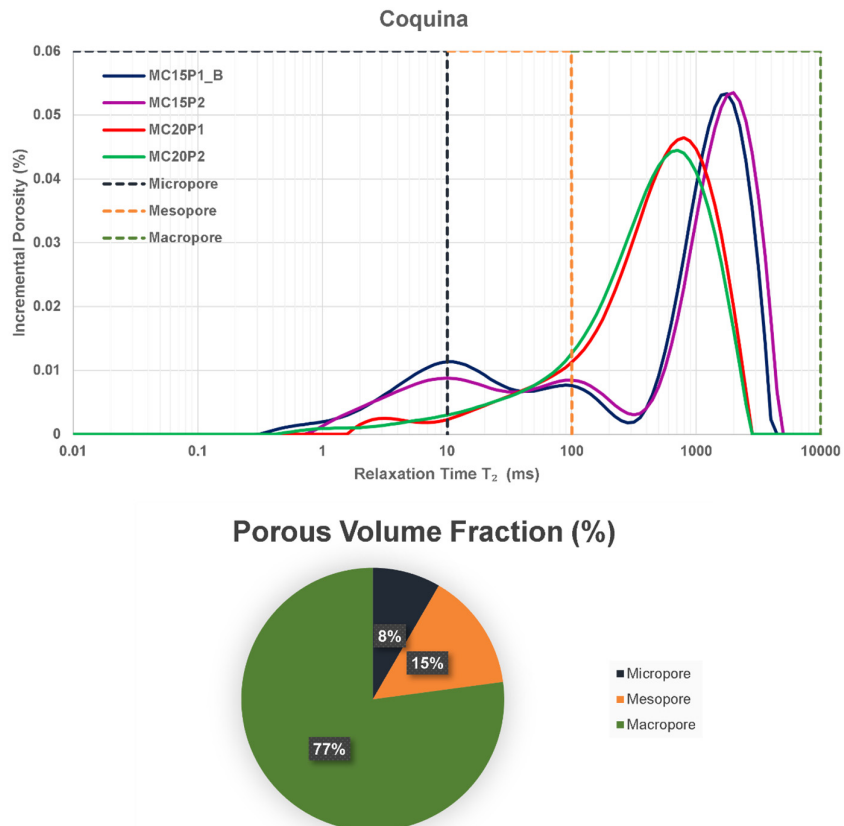 Coquina
Incremental Porosity (%)
0.06
0.05
0.04
0.03
0.02
0.01
0
MC15P1_B
MC15P2
MC20P1
MC20P2
Micropore
Mesopore
Macropore
0.01 0.1 1 10 100 1000 10000
Relaxation Time T₂ (ms)
Porous Volume Fraction (%)
8%
15%
77%
Micropore
Mesopore
Macropore